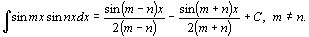 ∫ sin mx sin nx dx = sin(m − n)x / 2(m − n) − sin(m + n)x / 2(m + n) + C, m ≠ n.